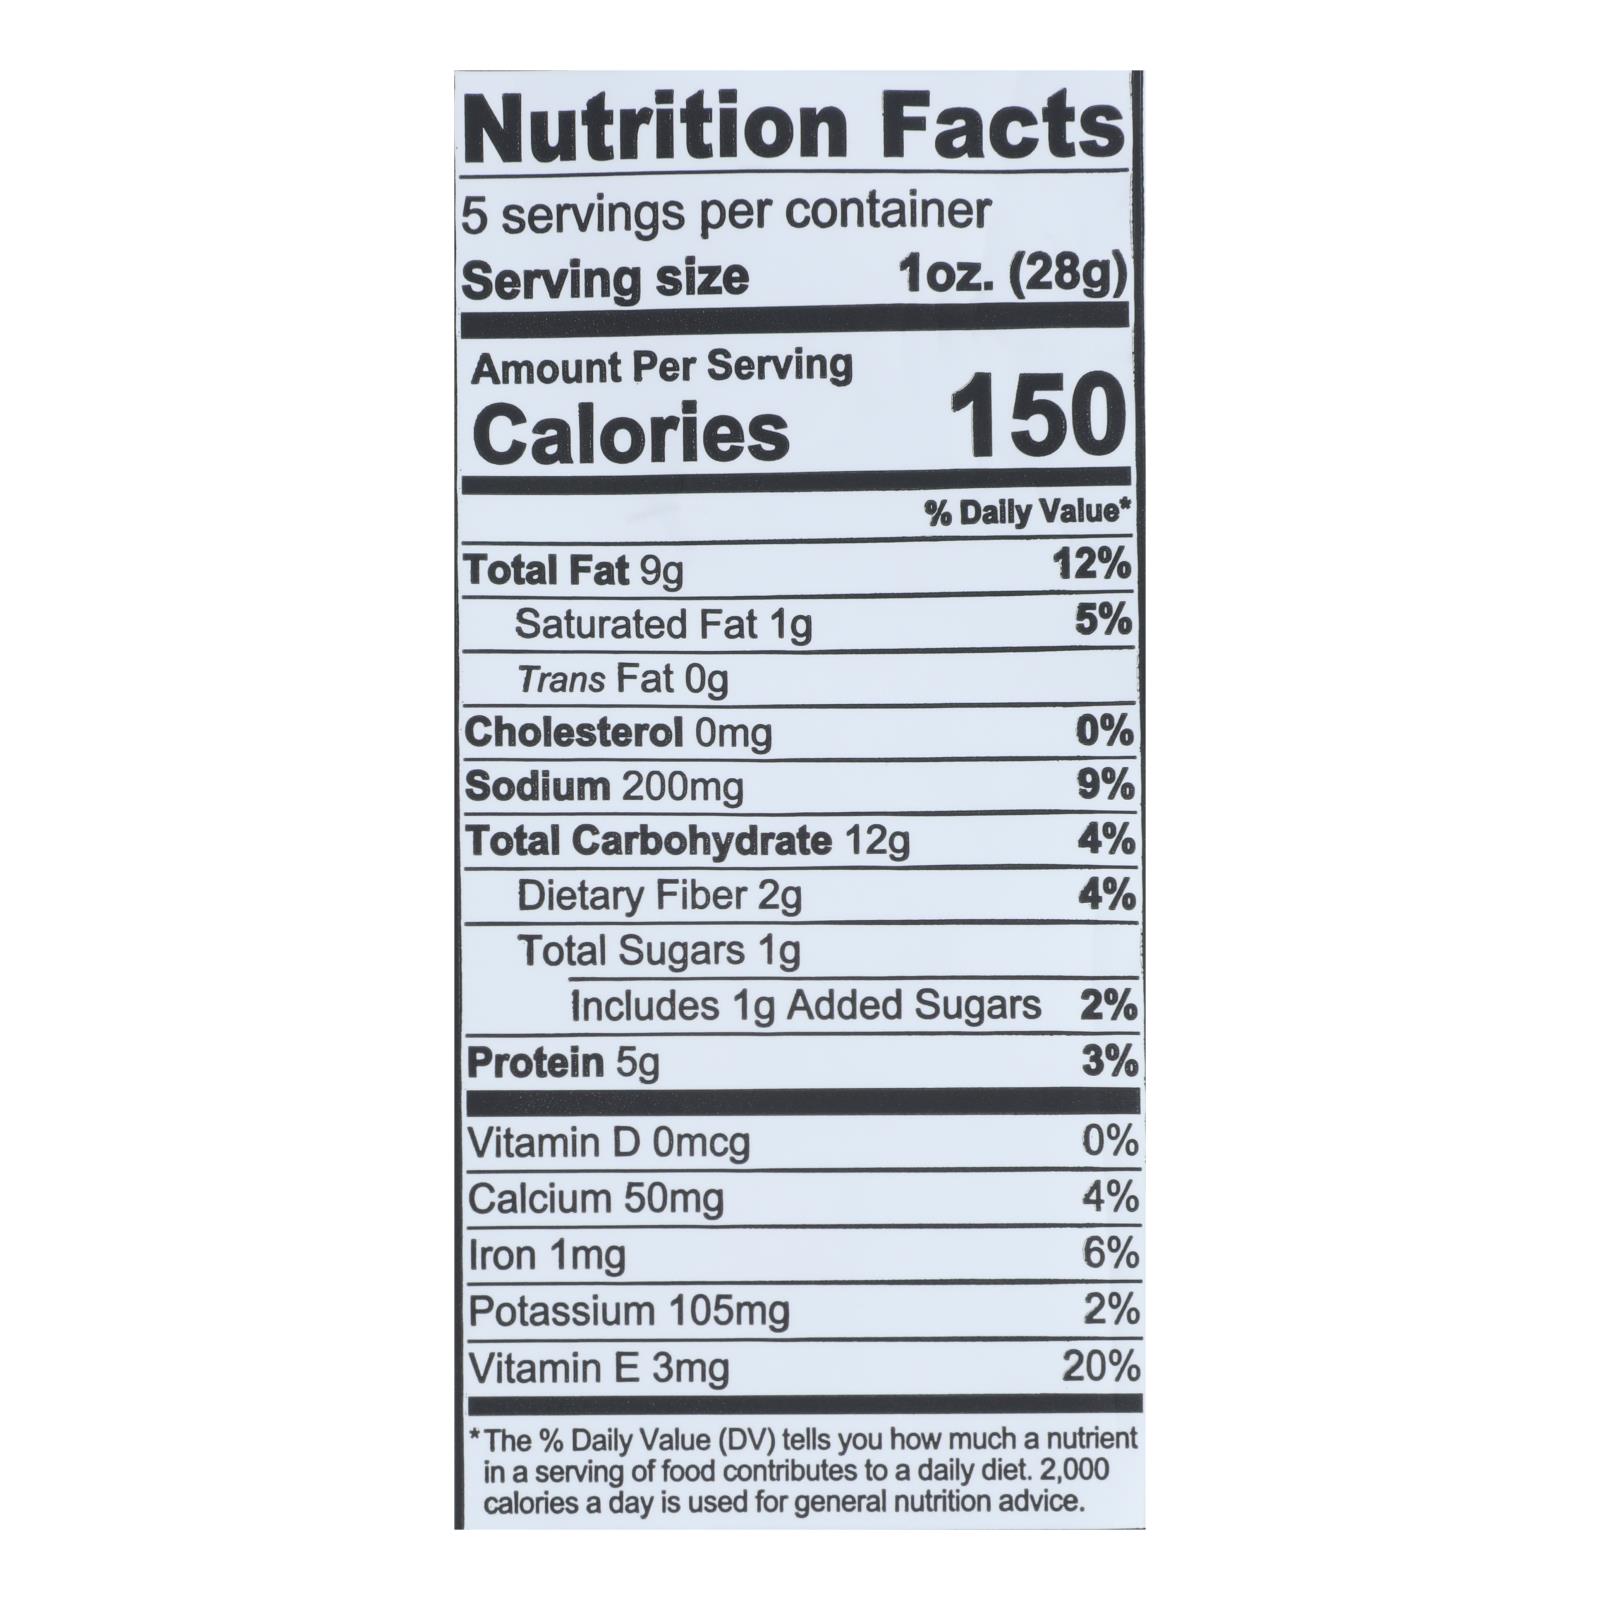 Nutrition Facts
5 servings per container
Serving size 1oz. (28g)
Amount Per Serving
Calories 150
% Daily Value*
Total Fat 9g 12%
Saturated Fat 1g 5%
Trans Fat 0g
Cholesterol 0mg 0%
Sodium 200mg 9%
Total Carbohydrate 12g 4%
Dietary Fiber 2g 4%
Total Sugars 1g
Includes 1g Added Sugars 2%
Protein 5g 3%
Vitamin D 0mcg 0%
Calcium 50mg 4%
Iron 1mg 6%
Potassium 105mg 2%
Vitamin E 3mg 20%
*The % Daily Value (DV) tells you how much a nutrient
in a serving of food contributes to a daily diet. 2,000
calories a day is used for general nutrition advice.